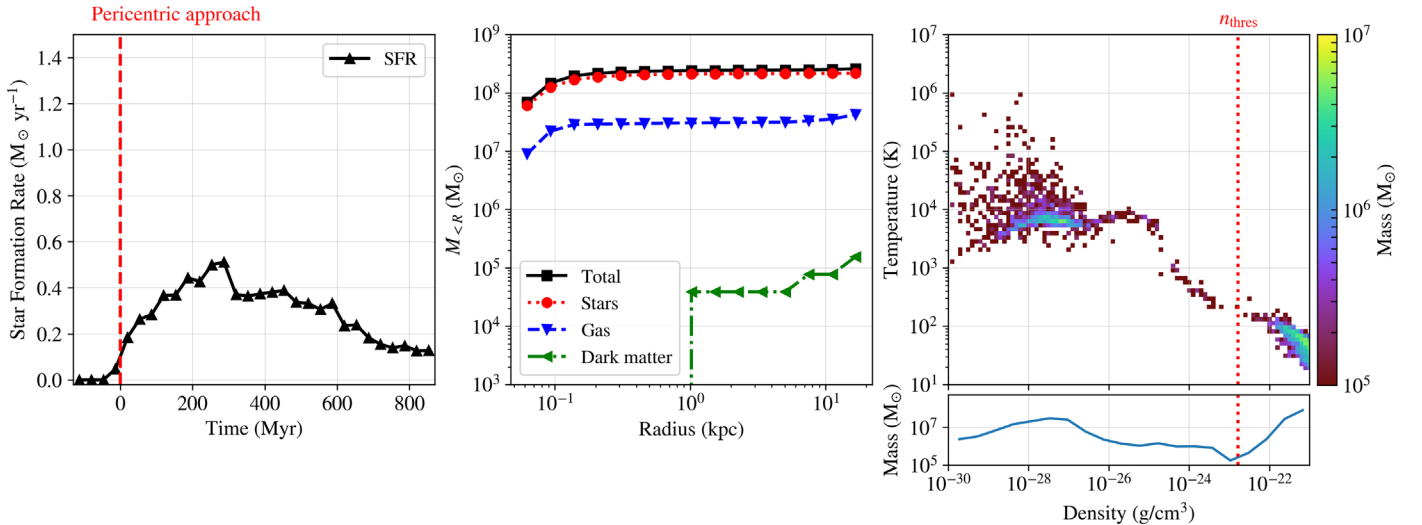 Pericentric approach
Star Formation Rate (M⊙ yr⁻¹)
1.4
1.2
1.0
0.8
0.6
0.4
0.2
0.0
SFR
0
200
400
600
800
Time (Myr)
M<R (M⊙)
10⁹
10⁸
10⁷
10⁶
10⁵
10⁴
10³
Total
Stars
Gas
Dark matter
10⁻¹
10⁰
10¹
Radius (kpc)
nthres
Temperature (K)
10⁷
10⁶
10⁵
10⁴
10³
10²
10¹
10⁷
10⁶
10⁵
Mass (M⊙)
Mass (M⊙)
10⁷
10⁵
10⁻³⁰
10⁻²⁸
10⁻²⁶
10⁻²⁴
10⁻²²
Density (g/cm³)